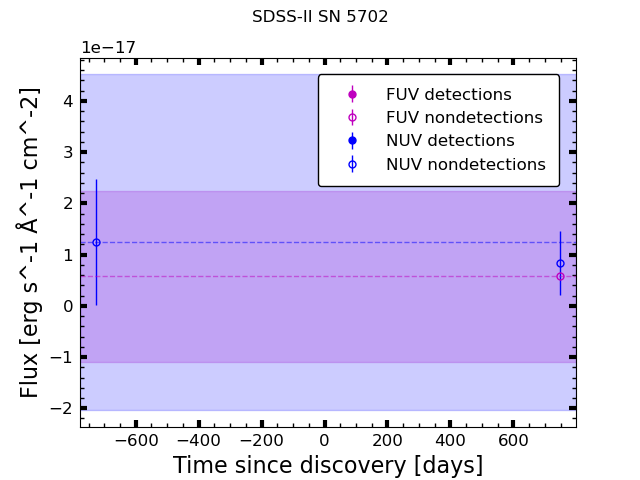 SDSS-II SN 5702
1e−17
FUV detections
FUV nondetections
NUV detections
NUV nondetections
4
3
2
1
0
−1
−2
Flux [erg s^-1 Å^-1 cm^-2]
−600 −400 −200 0 200 400 600
Time since discovery [days]